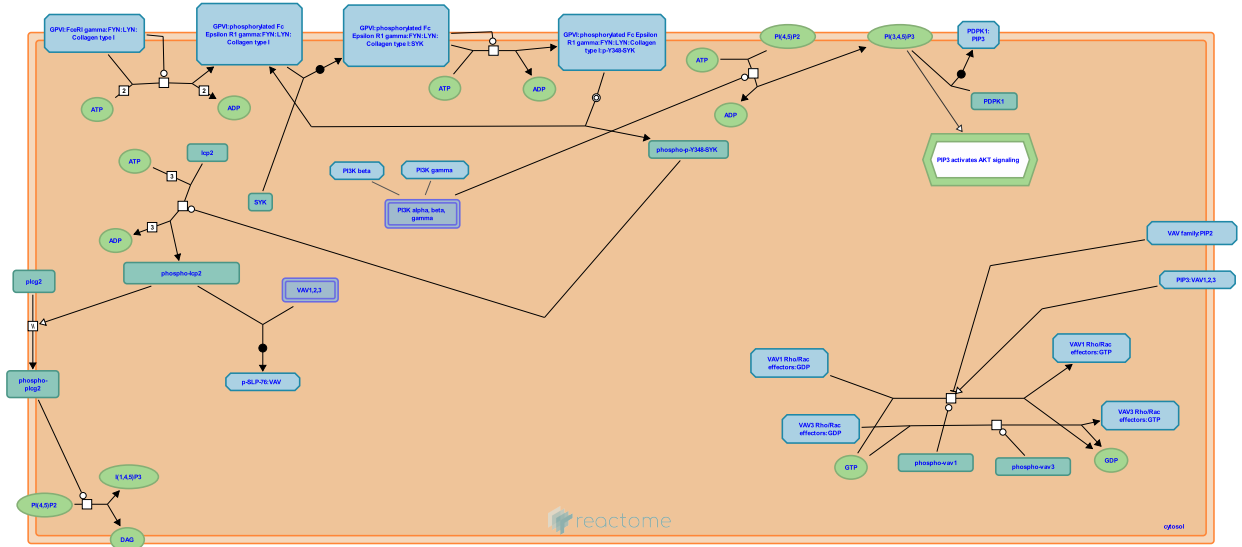 GPVI:FceRI gamma:FYN:LYN:
Collagen type I
GPVI:phosphorylated Fc
Epsilon R1 gamma:FYN:LYN:
Collagen type I
GPVI:phosphorylated Fc
Epsilon R1 gamma:FYN:LYN:
Collagen type I:SYK
GPVI:phosphorylated Fc Epsilon
R1 gamma:FYN:LYN:Collagen
type I:p-Y348-SYK
PI(4,5)P2
PI(3,4,5)P3
PDPK1:
PIP3
ATP
2
2
ADP
ATP
ADP
ATP
ADP
PDPK1
lcp2
phospho-p-Y348-SYK
PIP3 activates AKT signaling
ATP
3
PI3K beta
PI3K gamma
SYK
PI3K alpha, beta,
gamma
3
ADP
VAV family:PIP2
phospho-lcp2
plcg2
VAV1,2,3
PIP3:VAV1,2,3
\\
VAV1 Rho/Rac
effectors:GTP
VAV1 Rho/Rac
effectors:GDP
phospho-
plcg2
p-SLP-76:VAV
VAV3 Rho/Rac
effectors:GDP
VAV3 Rho/Rac
effectors:GTP
GTP
phospho-vav1
phospho-vav3
GDP
I(1,4,5)P3
PI(4,5)P2
DAG
reactome
cytosol